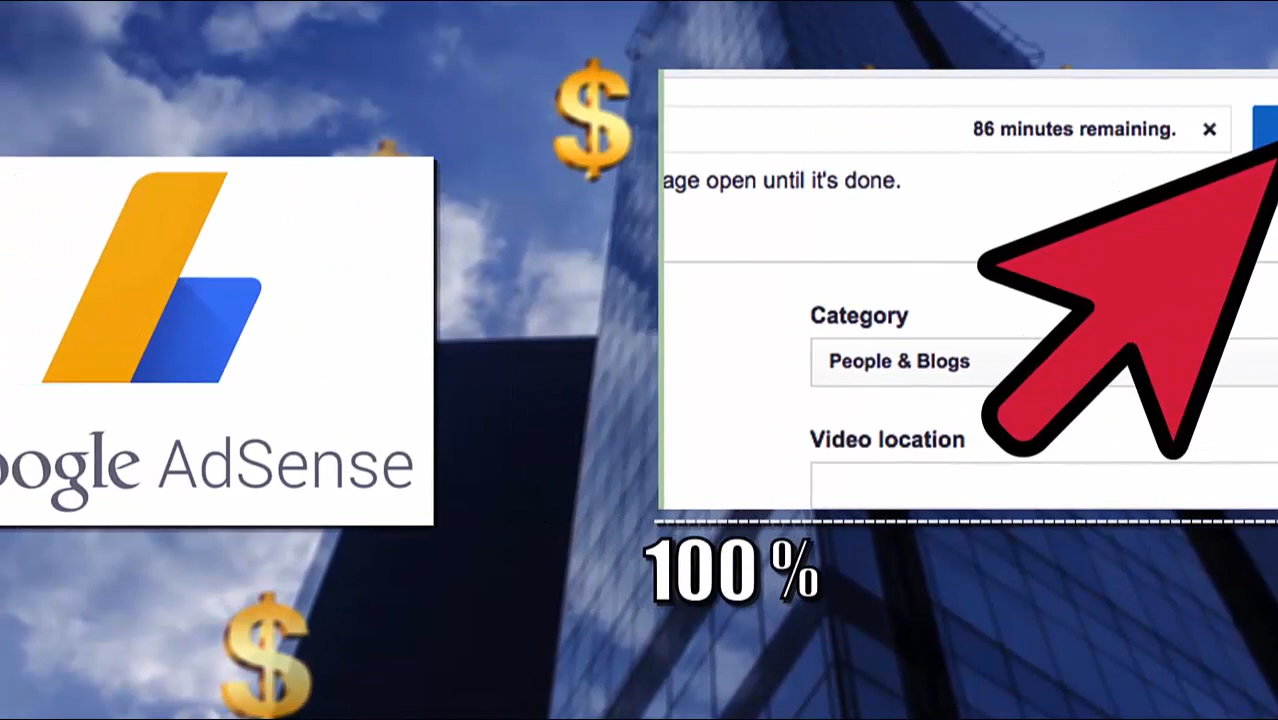 $
86 minutes remaining. ×
age open until it's done.
Category
People & Blogs
Video location
oogle AdSense
100 %
$